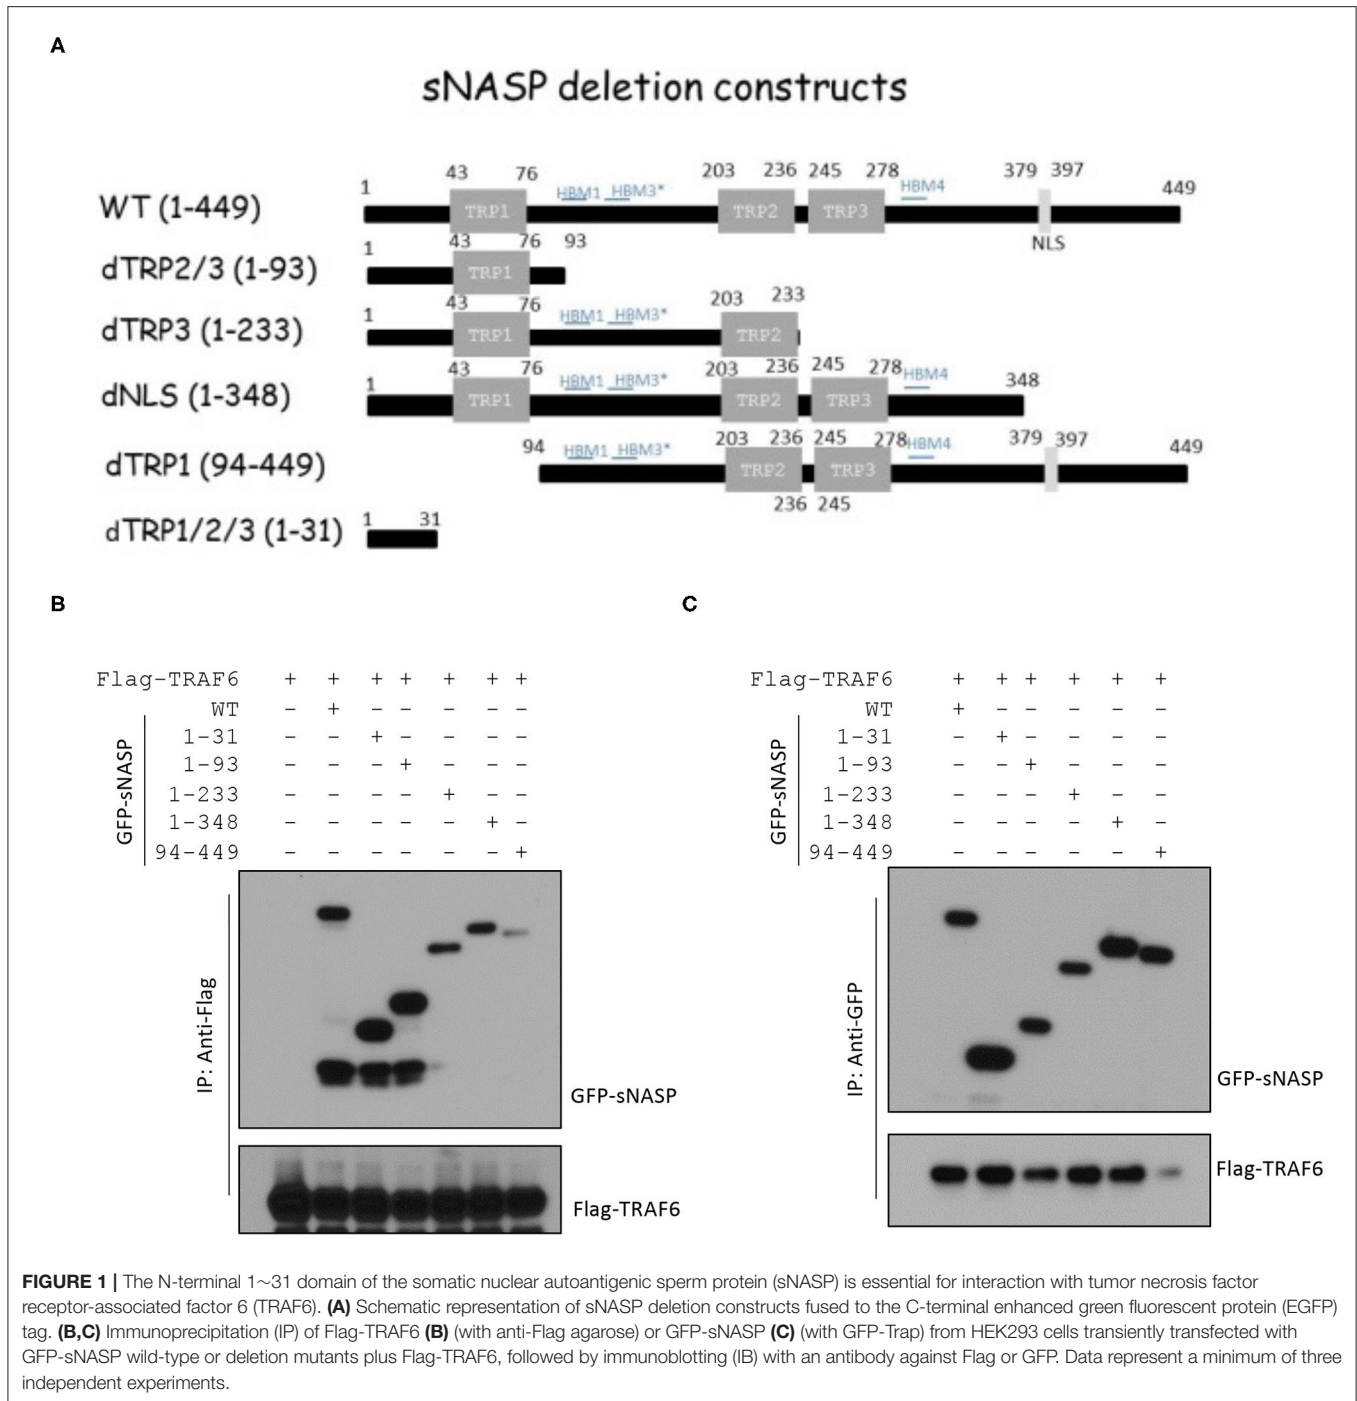 A
sNASP deletion constructs
WT (1-449) 1 43 76 HBM1 HBM3* 203 236 245 278 HBM4 379 397 449
TRP1 TRP2 TRP3 NLS
dTRP2/3 (1-93) 1 43 76 93
TRP1
dTRP3 (1-233) 1 43 76 HBM1 HBM3* 203 233
TRP1 TRP2
dNLS (1-348) 1 43 76 HBM1 HBM3* 203 236 245 278 HBM4 348
TRP1 TRP2 TRP3
dTRP1 (94-449) 94 HBM1 HBM3* 203 236 245 278 HBM4 379 397 449
TRP2 TRP3
236 245
dTRP1/2/3 (1-31) 1 31
B
Flag-TRAF6 + + + + + + +
WT - + - - - - -
1-31 - - + - - - -
1-93 - - - + - - -
1-233 - - - - + - -
1-348 - - - - - + -
94-449 - - - - - - +
GFP-sNASP
IP: Anti-Flag
GFP-sNASP
Flag-TRAF6
C
Flag-TRAF6 + + + + + +
WT + - - - - -
1-31 - + - - - -
1-93 - - + - - -
1-233 - - - + - -
1-348 - - - - + -
94-449 - - - - - +
GFP-sNASP
IP: Anti-GFP
GFP-sNASP
Flag-TRAF6
FIGURE 1 | The N-terminal 1~31 domain of the somatic nuclear autoantigenic sperm protein (sNASP) is essential for interaction with tumor necrosis factor
receptor-associated factor 6 (TRAF6). (A) Schematic representation of sNASP deletion constructs fused to the C-terminal enhanced green fluorescent protein (EGFP)
tag. (B,C) Immunoprecipitation (IP) of Flag-TRAF6 (B) (with anti-Flag agarose) or GFP-sNASP (C) (with GFP-Trap) from HEK293 cells transiently transfected with
GFP-sNASP wild-type or deletion mutants plus Flag-TRAF6, followed by immunoblotting (IB) with an antibody against Flag or GFP. Data represent a minimum of three
independent experiments.